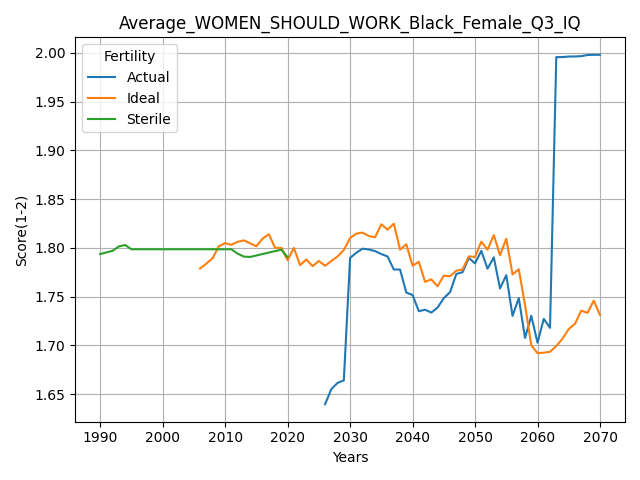 Average_WOMEN_SHOULD_WORK_Black_Female_Q3_IQ
Fertility
Actual
Ideal
Sterile
Score(1-2)
2.00
1.95
1.90
1.85
1.80
1.75
1.70
1.65
1990 2000 2010 2020 2030 2040 2050 2060 2070
Years